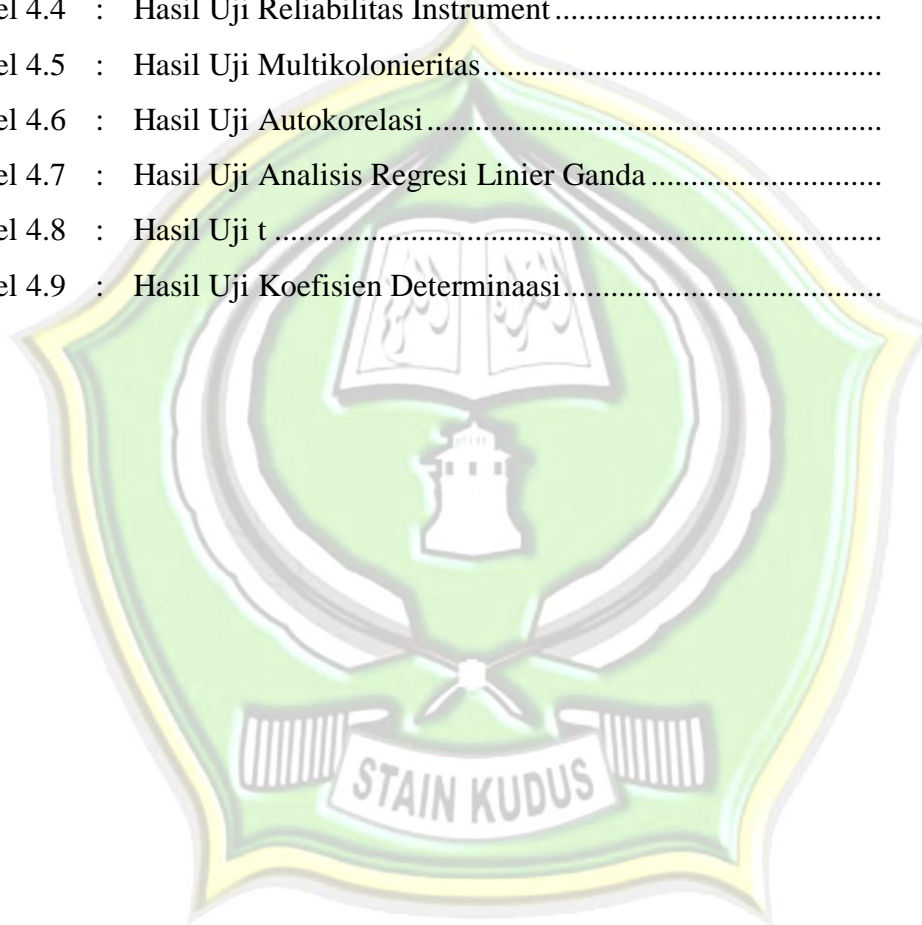 el 4.4 : Hasil Uji Reliabilitas Instrument
el 4.5 : Hasil Uji Multikolonieritas
el 4.6 : Hasil Uji Autokorelasi
el 4.7 : Hasil Uji Analisis Regresi Linier Ganda
el 4.8 : Hasil Uji t
el 4.9 : Hasil Uji Koefisien Determinaasi
STAIN KUDUS